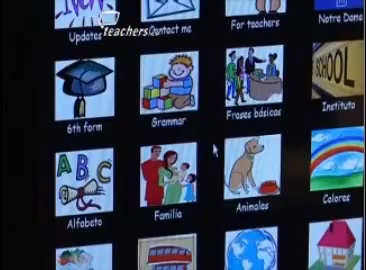 Updates
Contact me
For teachers
Notre Dame
Teachers.tv
6th form
Grammar
Frases básicas
SCHOOL
Instituto
ABC
Alfabeto
Familia
Animales
Colores